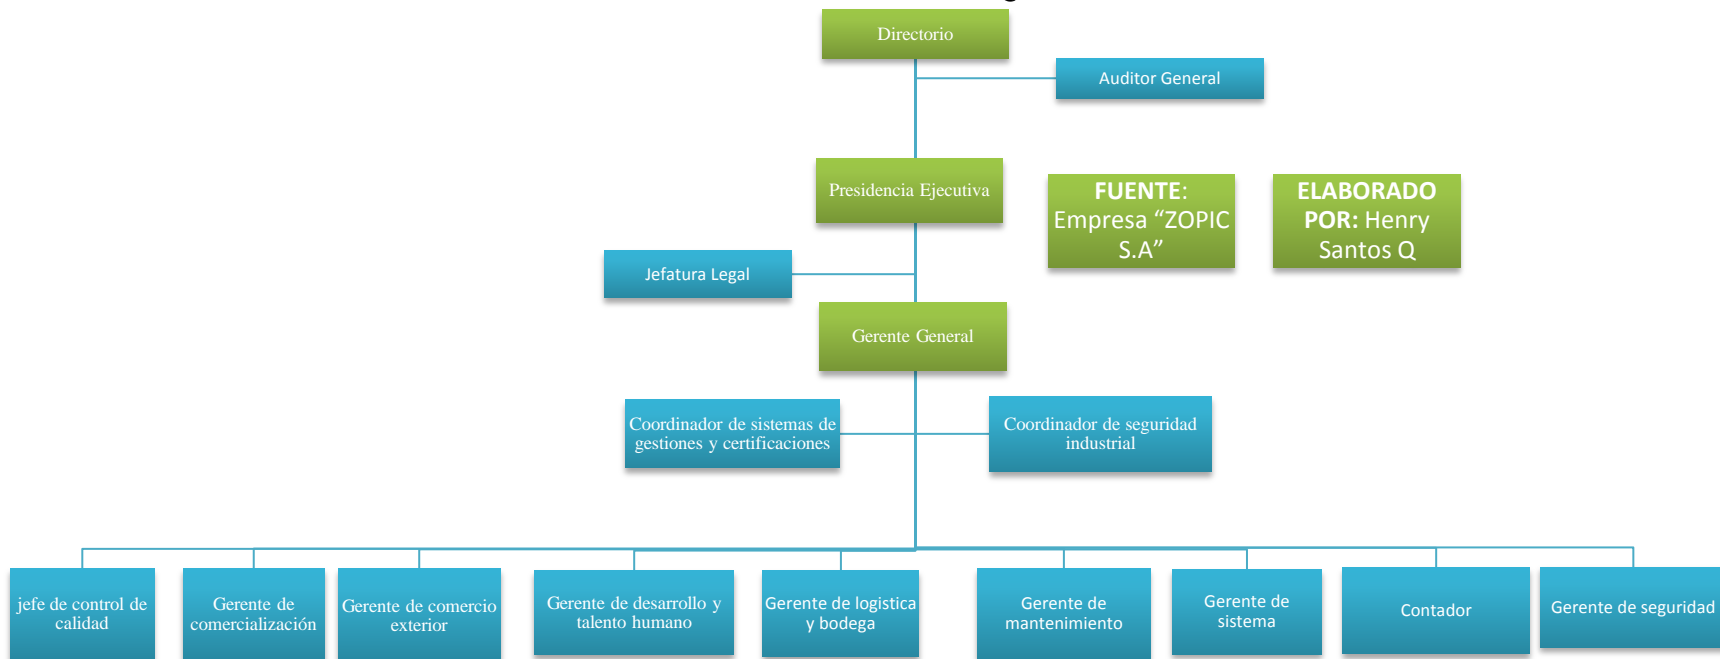 Directorio
Auditor General
Presidencia Ejecutiva
FUENTE:
Empresa “ZOPIC
S.A”
ELABORADO
POR: Henry
Santos Q
Jefatura Legal
Gerente General
Coordinador de sistemas de
gestiones y certificaciones
Coordinador de seguridad
industrial
jefe de control de
calidad
Gerente de
comercialización
Gerente de comercio
exterior
Gerente de desarrollo y
talento humano
Gerente de logistica
y bodega
Gerente de
mantenimiento
Gerente de
sistema
Contador
Gerente de seguridad